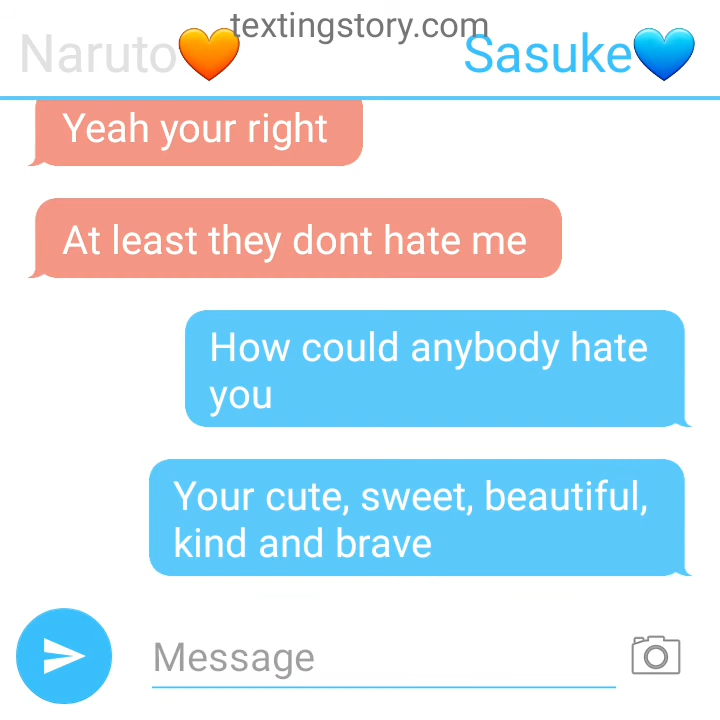 textingstory.com
Naruto🧡 Sasuke💙
Yeah your right
At least they dont hate me
How could anybody hate
you
Your cute, sweet, beautiful,
kind and brave
Message